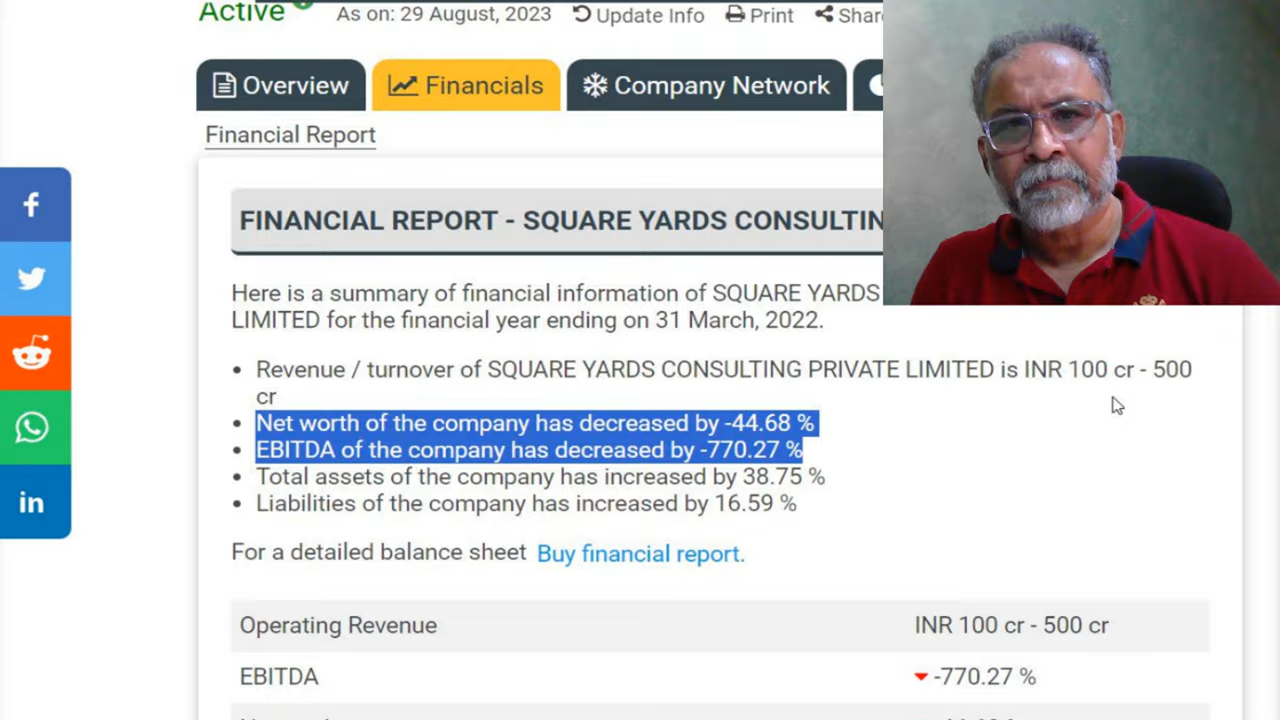 Active
As on: 29 August, 2023 Update Info Print Share
Overview Financials Company Network
Financial Report
FINANCIAL REPORT - SQUARE YARDS CONSULTIN
Here is a summary of financial information of SQUARE YARDS
LIMITED for the financial year ending on 31 March, 2022.
• Revenue / turnover of SQUARE YARDS CONSULTING PRIVATE LIMITED is INR 100 cr - 500
cr
• Net worth of the company has decreased by -44.68 %
• EBITDA of the company has decreased by -770.27 %
• Total assets of the company has increased by 38.75 %
• Liabilities of the company has increased by 16.59 %
For a detailed balance sheet Buy financial report.
Operating Revenue INR 100 cr - 500 cr
EBITDA -770.27 %